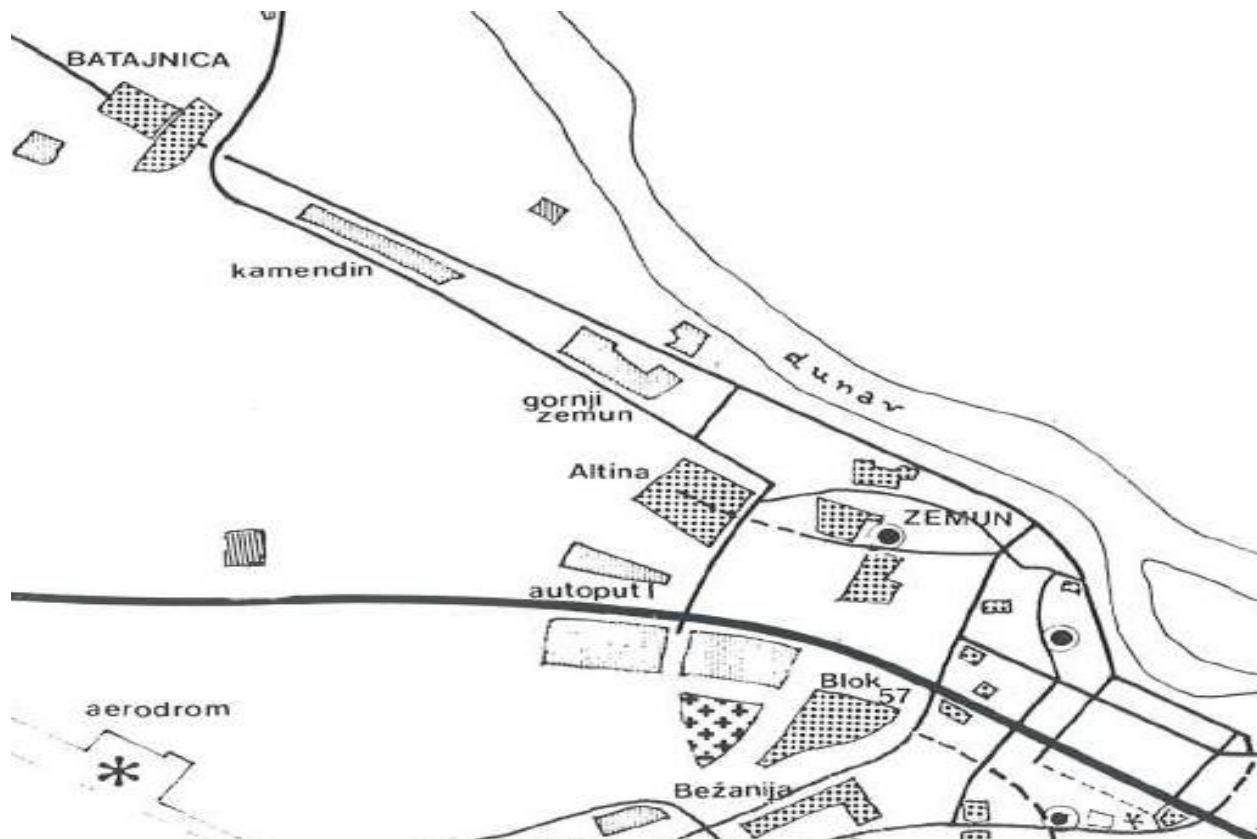 BATAJNICA
kamendin
dunav
gornji
zemun
Altina
ZEMUN
autoput
Blok
57
aerodrom
Bežanija